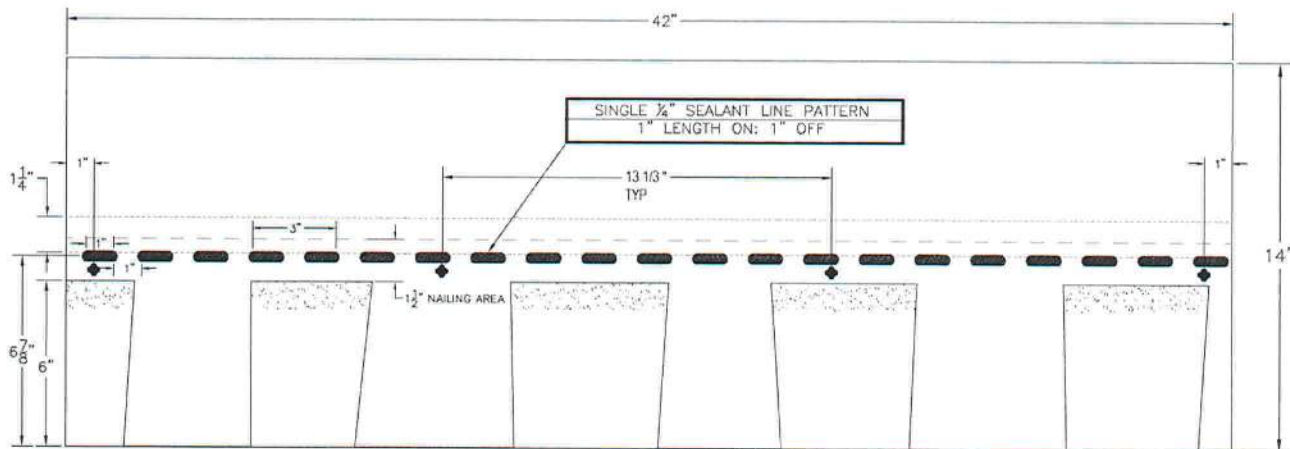 42"
SINGLE ¼" SEALANT LINE PATTERN
1" LENGTH ON: 1" OFF
1"
13 1/3"
TYP
1"
1¼"
3"
1"
1"
14"
1½" NAILING AREA
6⅞"
6"